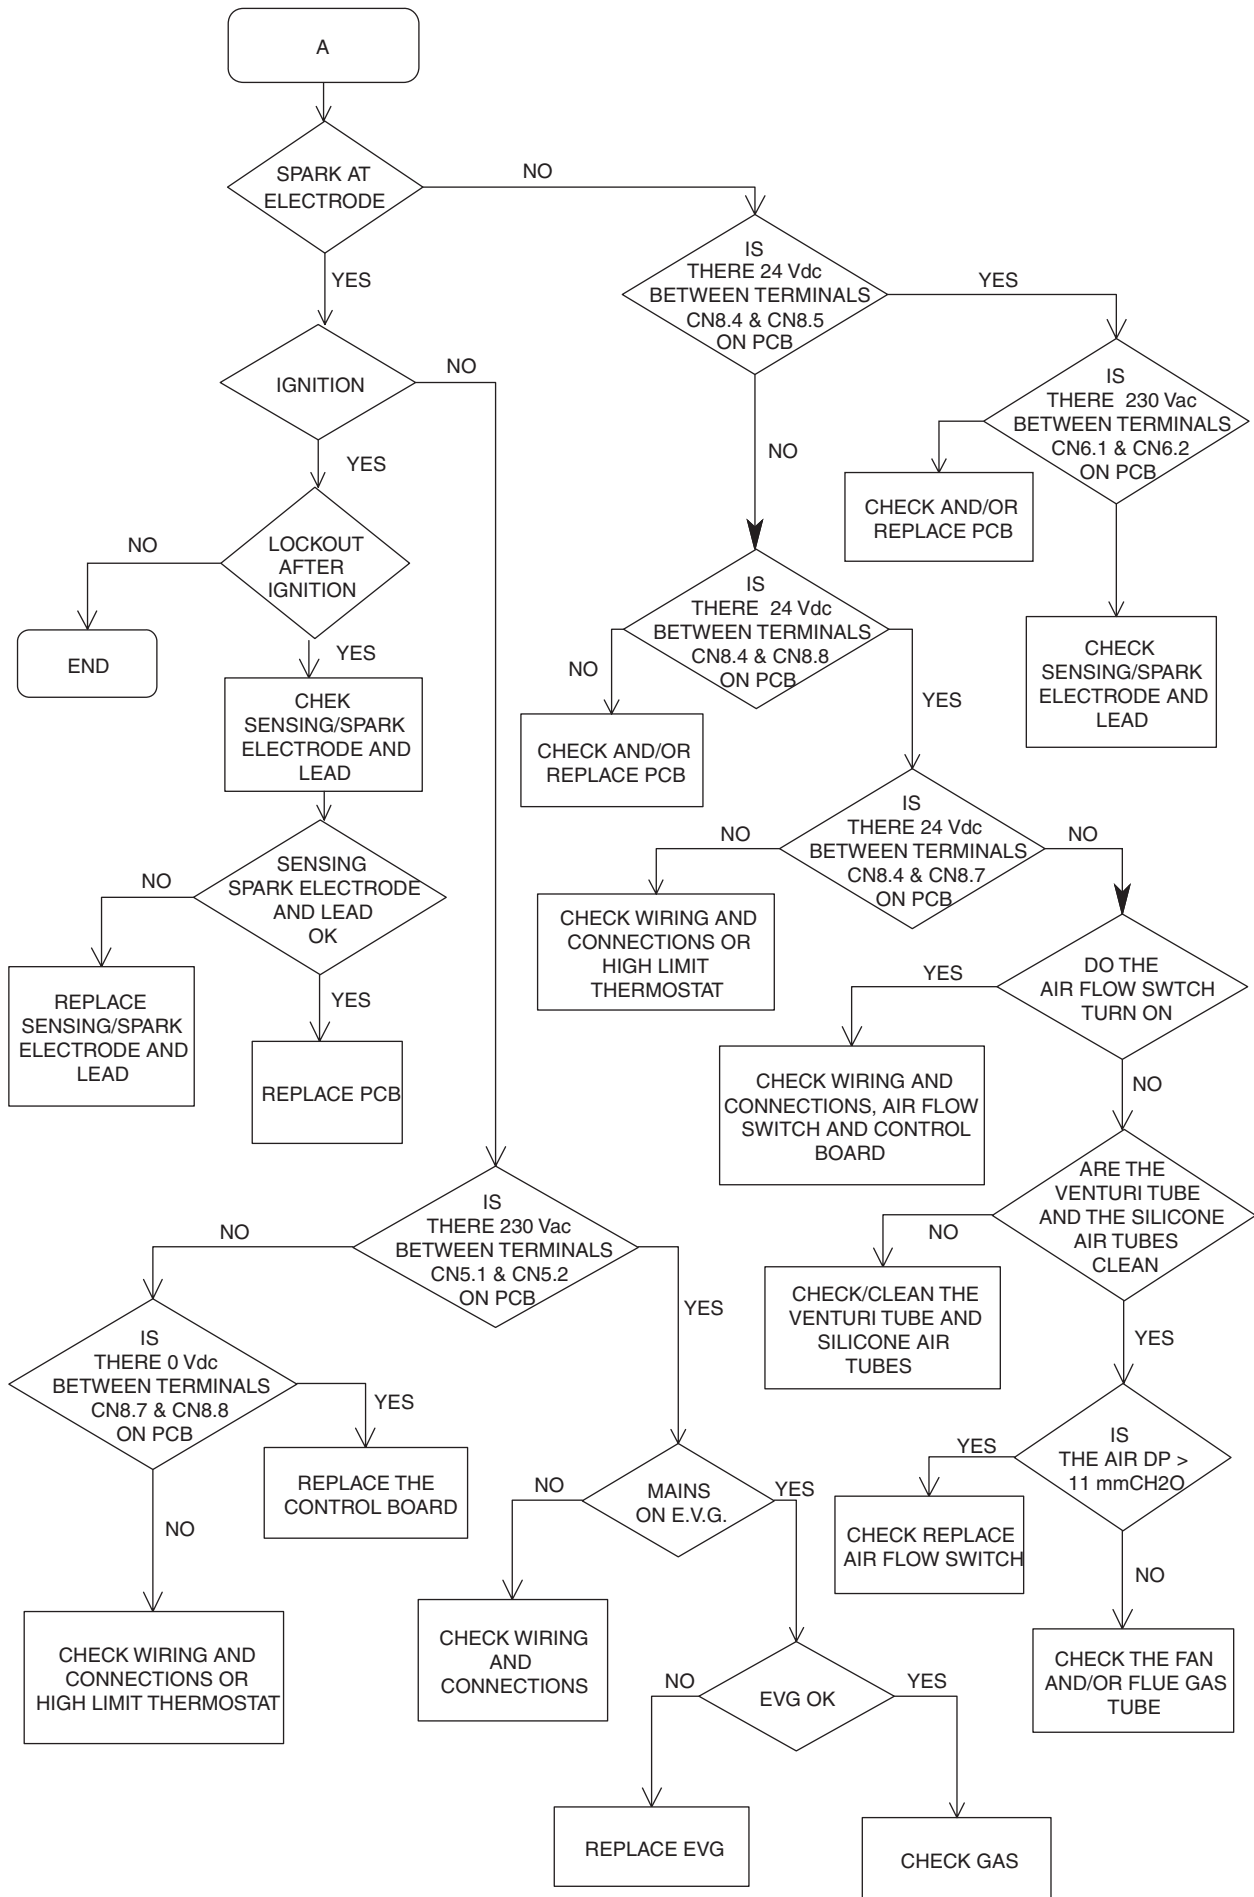 A
SPARK AT
ELECTRODE
NO
YES
IS
THERE 24 Vdc
BETWEEN TERMINALS
CN8.4 & CN8.5
ON PCB
YES
IGNITION
NO
YES
IS
THERE 230 Vac
BETWEEN TERMINALS
CN6.1 & CN6.2
ON PCB
NO
CHECK AND/OR
REPLACE PCB
LOCKOUT
AFTER
IGNITION
NO
END
YES
IS
THERE 24 Vdc
BETWEEN TERMINALS
CN8.4 & CN8.8
ON PCB
NO
YES
CHECK
SENSING/SPARK
ELECTRODE AND
LEAD
CHEK
SENSING/SPARK
ELECTRODE AND
LEAD
CHECK AND/OR
REPLACE PCB
IS
THERE 24 Vdc
BETWEEN TERMINALS
CN8.4 & CN8.7
ON PCB
NO
NO
SENSING
SPARK ELECTRODE
AND LEAD
OK
NO
YES
CHECK WIRING AND
CONNECTIONS OR
HIGH LIMIT
THERMOSTAT
DO THE
AIR FLOW SWTCH
TURN ON
YES
NO
REPLACE
SENSING/SPARK
ELECTRODE AND
LEAD
REPLACE PCB
CHECK WIRING AND
CONNECTIONS, AIR FLOW
SWITCH AND CONTROL
BOARD
ARE THE
VENTURI TUBE
AND THE SILICONE
AIR TUBES
CLEAN
NO
YES
IS
THERE 230 Vac
BETWEEN TERMINALS
CN5.1 & CN5.2
ON PCB
NO
YES
CHECK/CLEAN THE
VENTURI TUBE AND
SILICONE AIR
TUBES
IS
THERE 0 Vdc
BETWEEN TERMINALS
CN8.7 & CN8.8
ON PCB
YES
NO
REPLACE THE
CONTROL BOARD
IS
THE AIR DP >
11 mmCH2O
YES
NO
MAINS
ON E.V.G.
NO
YES
CHECK REPLACE
AIR FLOW SWITCH
CHECK WIRING AND
CONNECTIONS OR
HIGH LIMIT THERMOSTAT
CHECK WIRING
AND
CONNECTIONS
CHECK THE FAN
AND/OR FLUE GAS
TUBE
EVG OK
NO
YES
REPLACE EVG
CHECK GAS